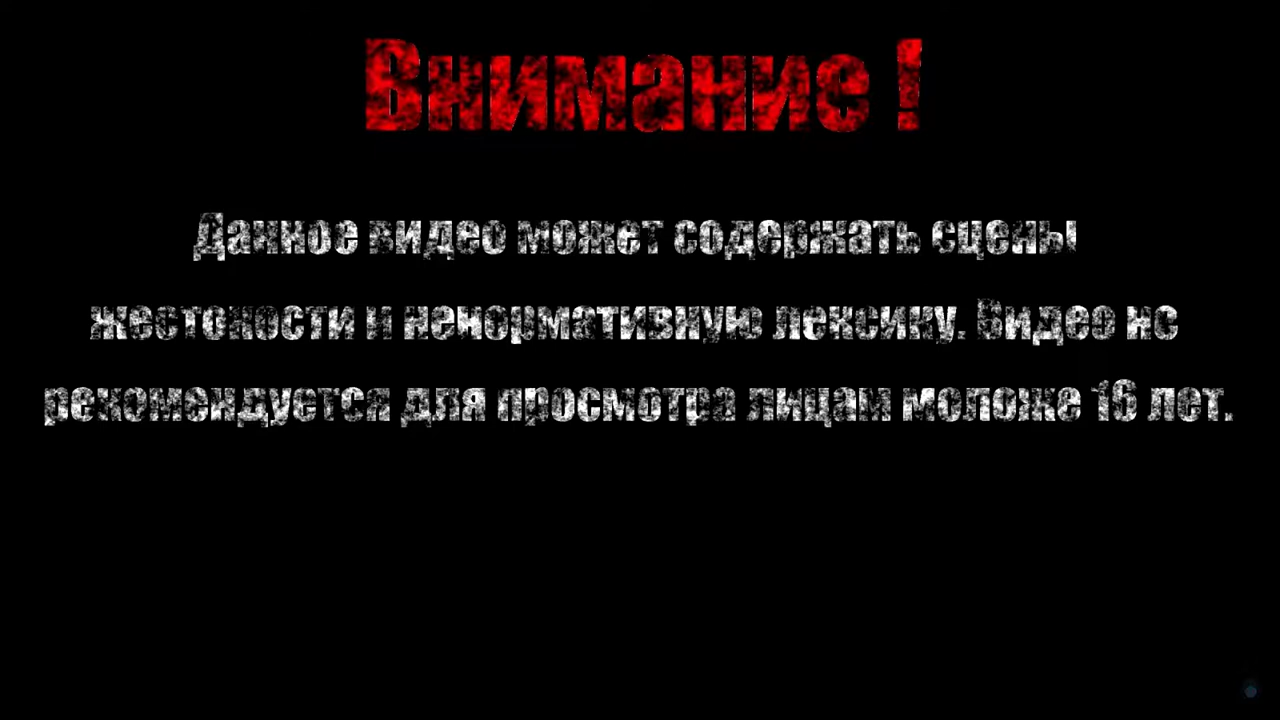 Внимание !
Данное видео может содержать сцены
жестокости и ненормативную лексику. Видео не
рекомендуется для просмотра лицам моложе 16 лет.